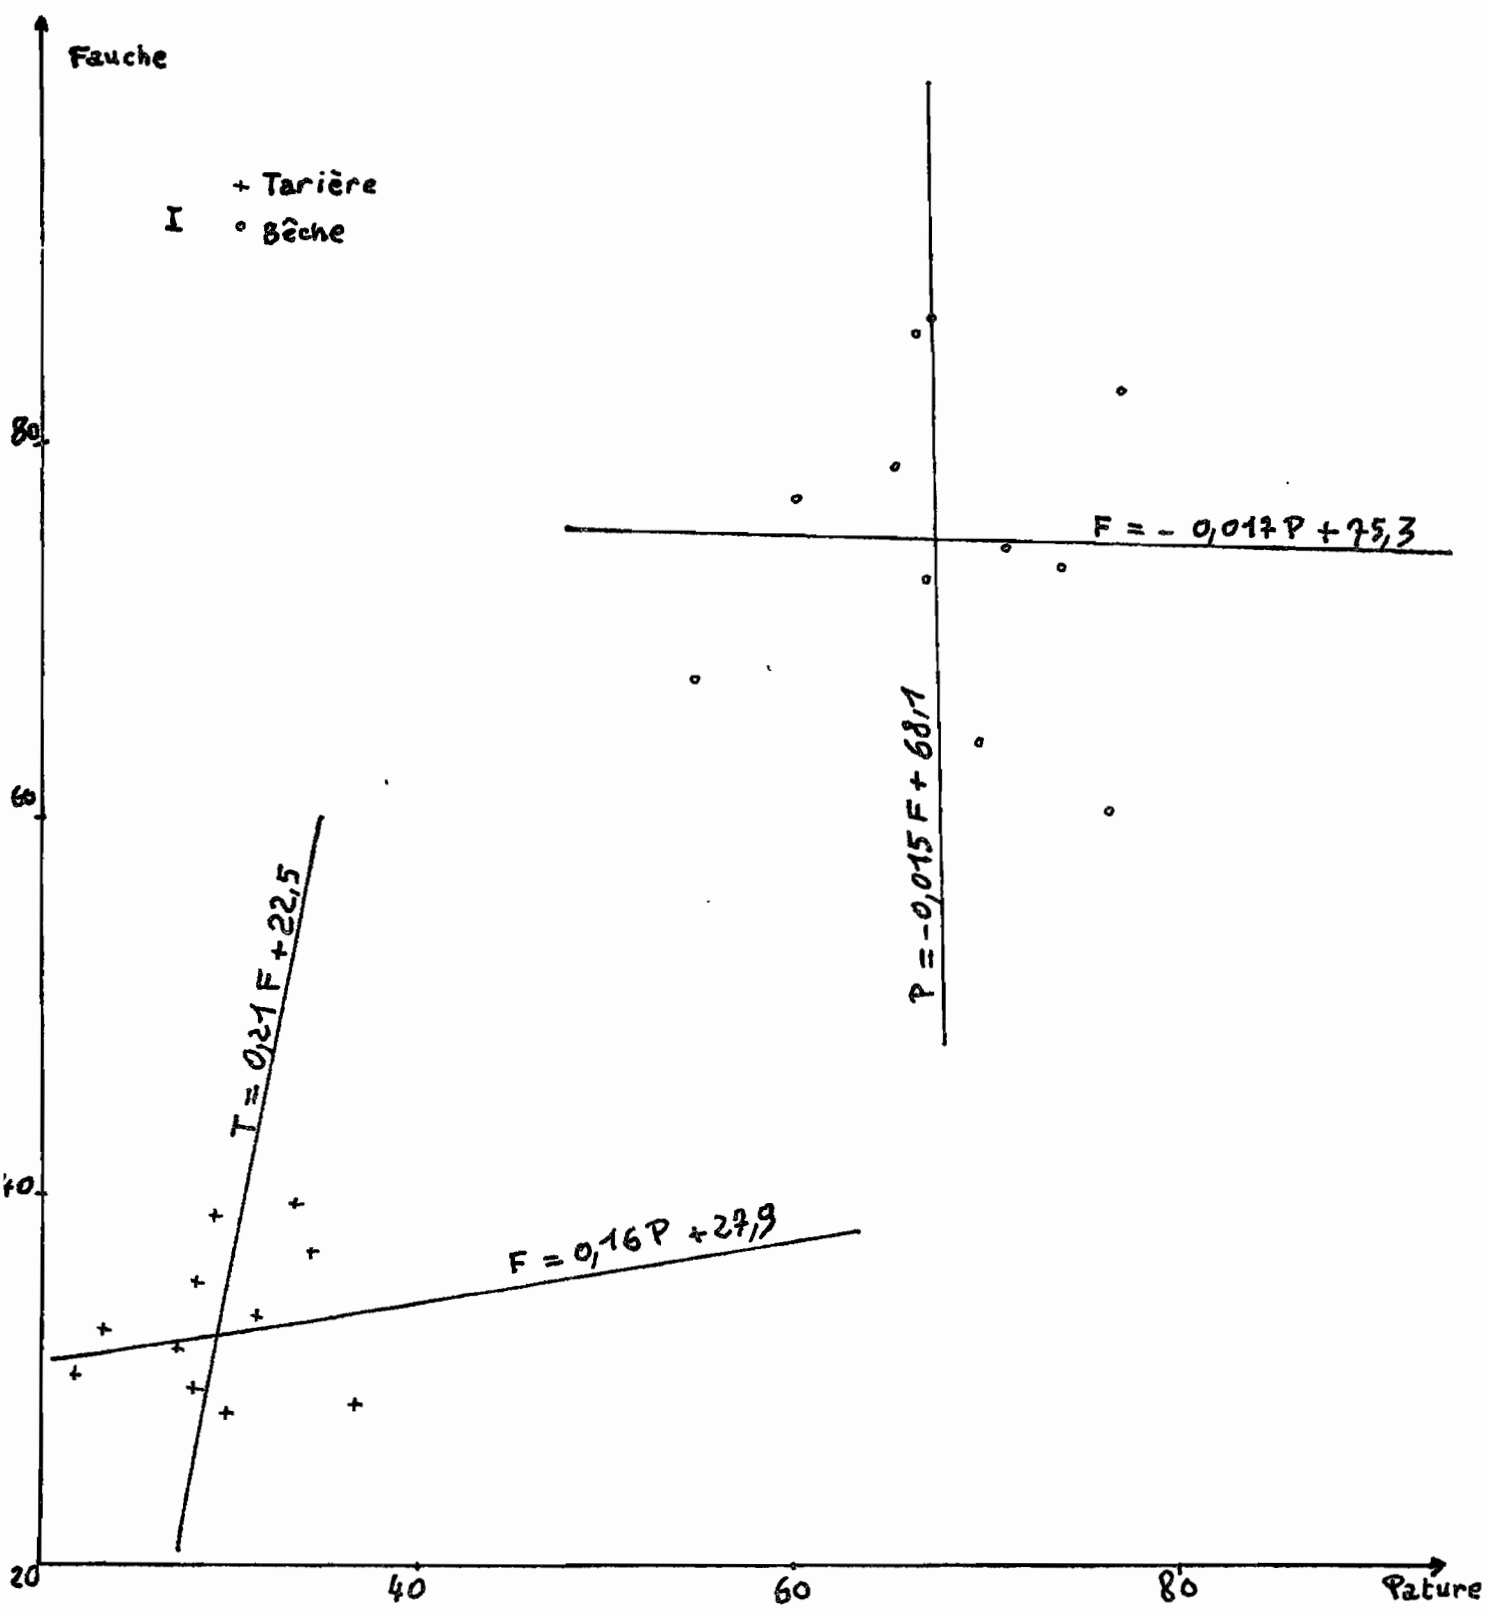 Fauche
+ Tarière
I ° Bêche
80
F = - 0,017 P + 75,3
P = -0,015 F + 68,1
60
T = 0,21 F + 22,5
40
F = 0,16 P + 27,9
20 40 60 80 Pature